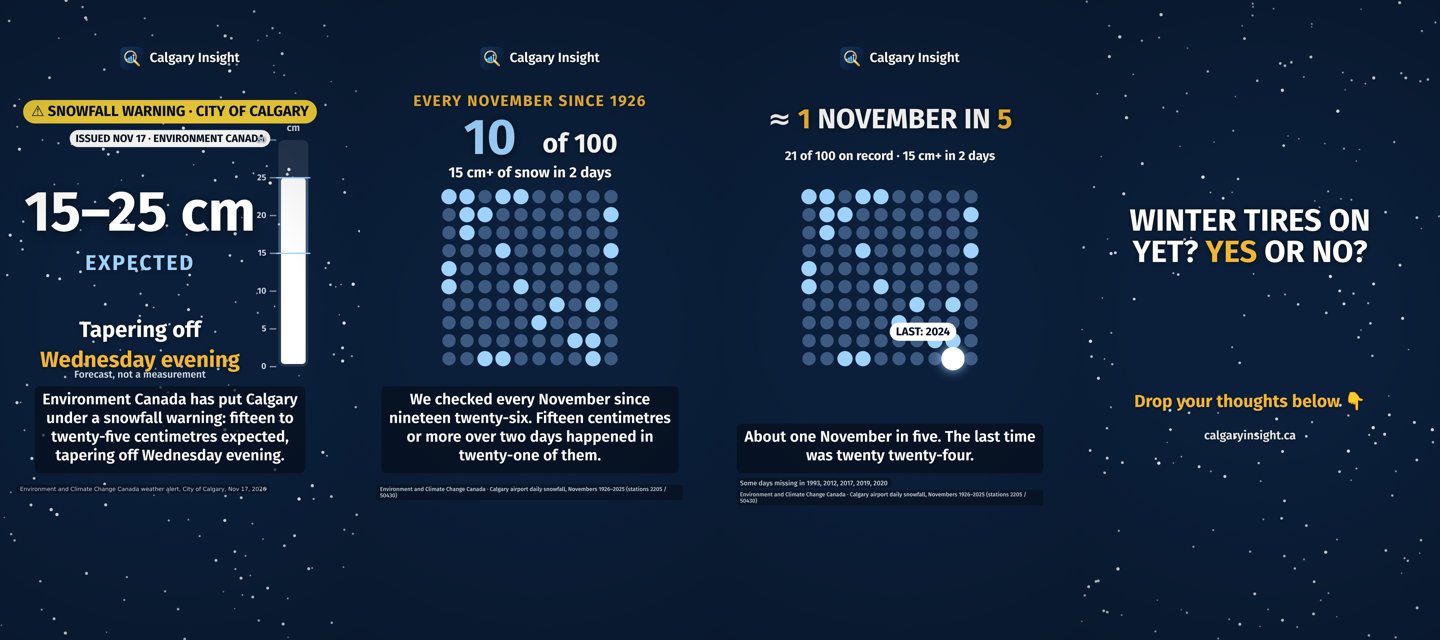 Calgary Insight
⚠ SNOWFALL WARNING · CITY OF CALGARY
ISSUED NOV 17 · ENVIRONMENT CANADA
cm
25
20
15
10
5
0
15–25 cm
EXPECTED
Tapering off
Wednesday evening
Forecast, not a measurement
Environment Canada has put Calgary
under a snowfall warning: fifteen to
twenty-five centimetres expected,
tapering off Wednesday evening.
Environment and Climate Change Canada weather alert, City of Calgary, Nov 17, 2026
Calgary Insight
EVERY NOVEMBER SINCE 1926
10 of 100
15 cm+ of snow in 2 days
We checked every November since
nineteen twenty-six. Fifteen centimetres
or more over two days happened in
twenty-one of them.
Environment and Climate Change Canada · Calgary airport daily snowfall, Novembers 1926–2025 (stations 2205 /
50430)
Calgary Insight
≈ 1 NOVEMBER IN 5
21 of 100 on record · 15 cm+ in 2 days
LAST: 2024
About one November in five. The last time
was twenty twenty-four.
Some days missing in 1993, 2012, 2017, 2019, 2020
Environment and Climate Change Canada · Calgary airport daily snowfall, Novembers 1926–2025 (stations 2205 /
50430)
WINTER TIRES ON
YET? YES OR NO?
Drop your thoughts below. 👇
calgaryinsight.ca